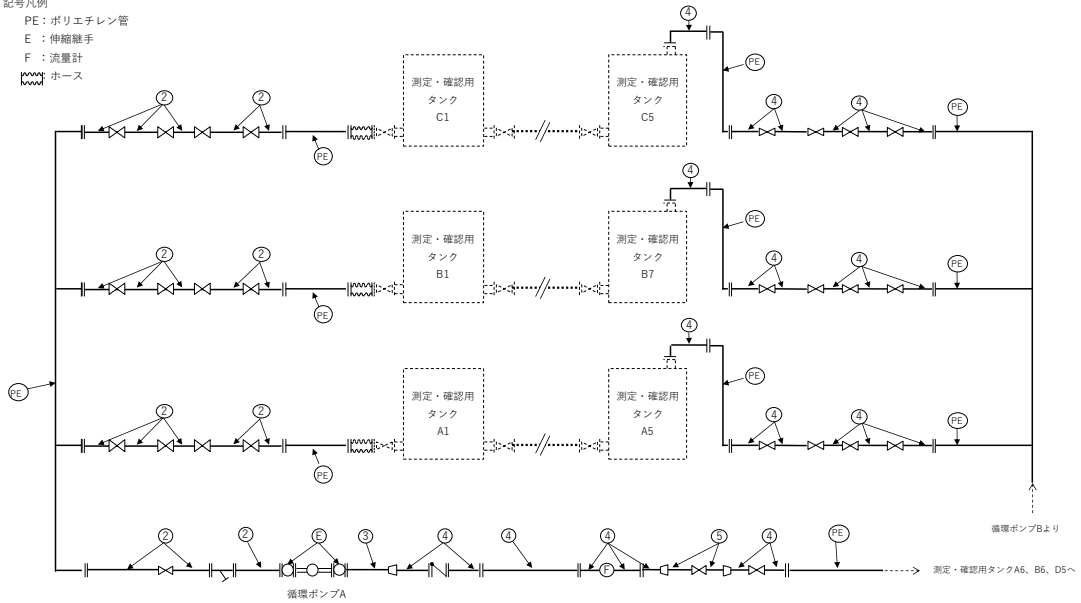 記号凡例
PE：ポリエチレン管
E ：伸縮継手
F ：流量計
：ホース
4
PE
2
2
測定・確認用
タンク
C1
測定・確認用
タンク
C5
4
4
PE
PE
4
PE
2
2
測定・確認用
タンク
B1
測定・確認用
タンク
B7
4
4
PE
PE
4
PE
PE
2
2
測定・確認用
タンク
A1
測定・確認用
タンク
A5
4
4
PE
PE
循環ポンプBより
2
2
E
3
4
4
4
5
4
PE
F
循環ポンプA
測定・確認用タンクA6、B6、D5へ